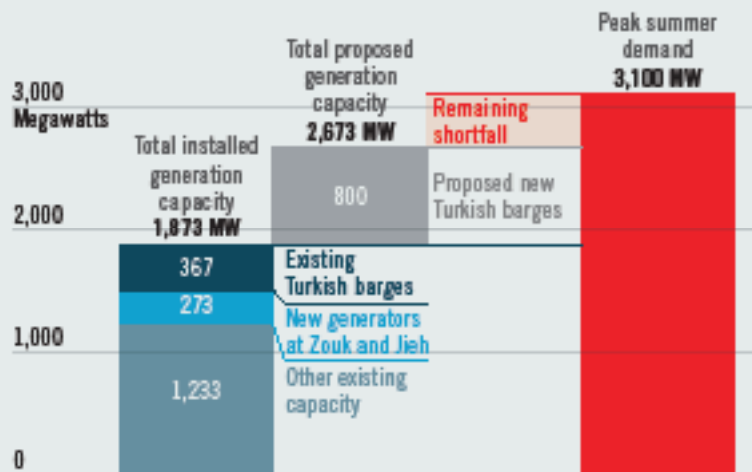 3,000
Megawatts
2,000
1,000
0
Total installed
generation
capacity
1,873 MW
367
273
1,233
Total proposed
generation
capacity
2,673 MW
800
Existing
Turkish barges
New generators
at Zouk and Jieh
Other existing
capacity
Remaining
shortfall
Proposed new
Turkish barges
Peak summer
demand
3,100 MW